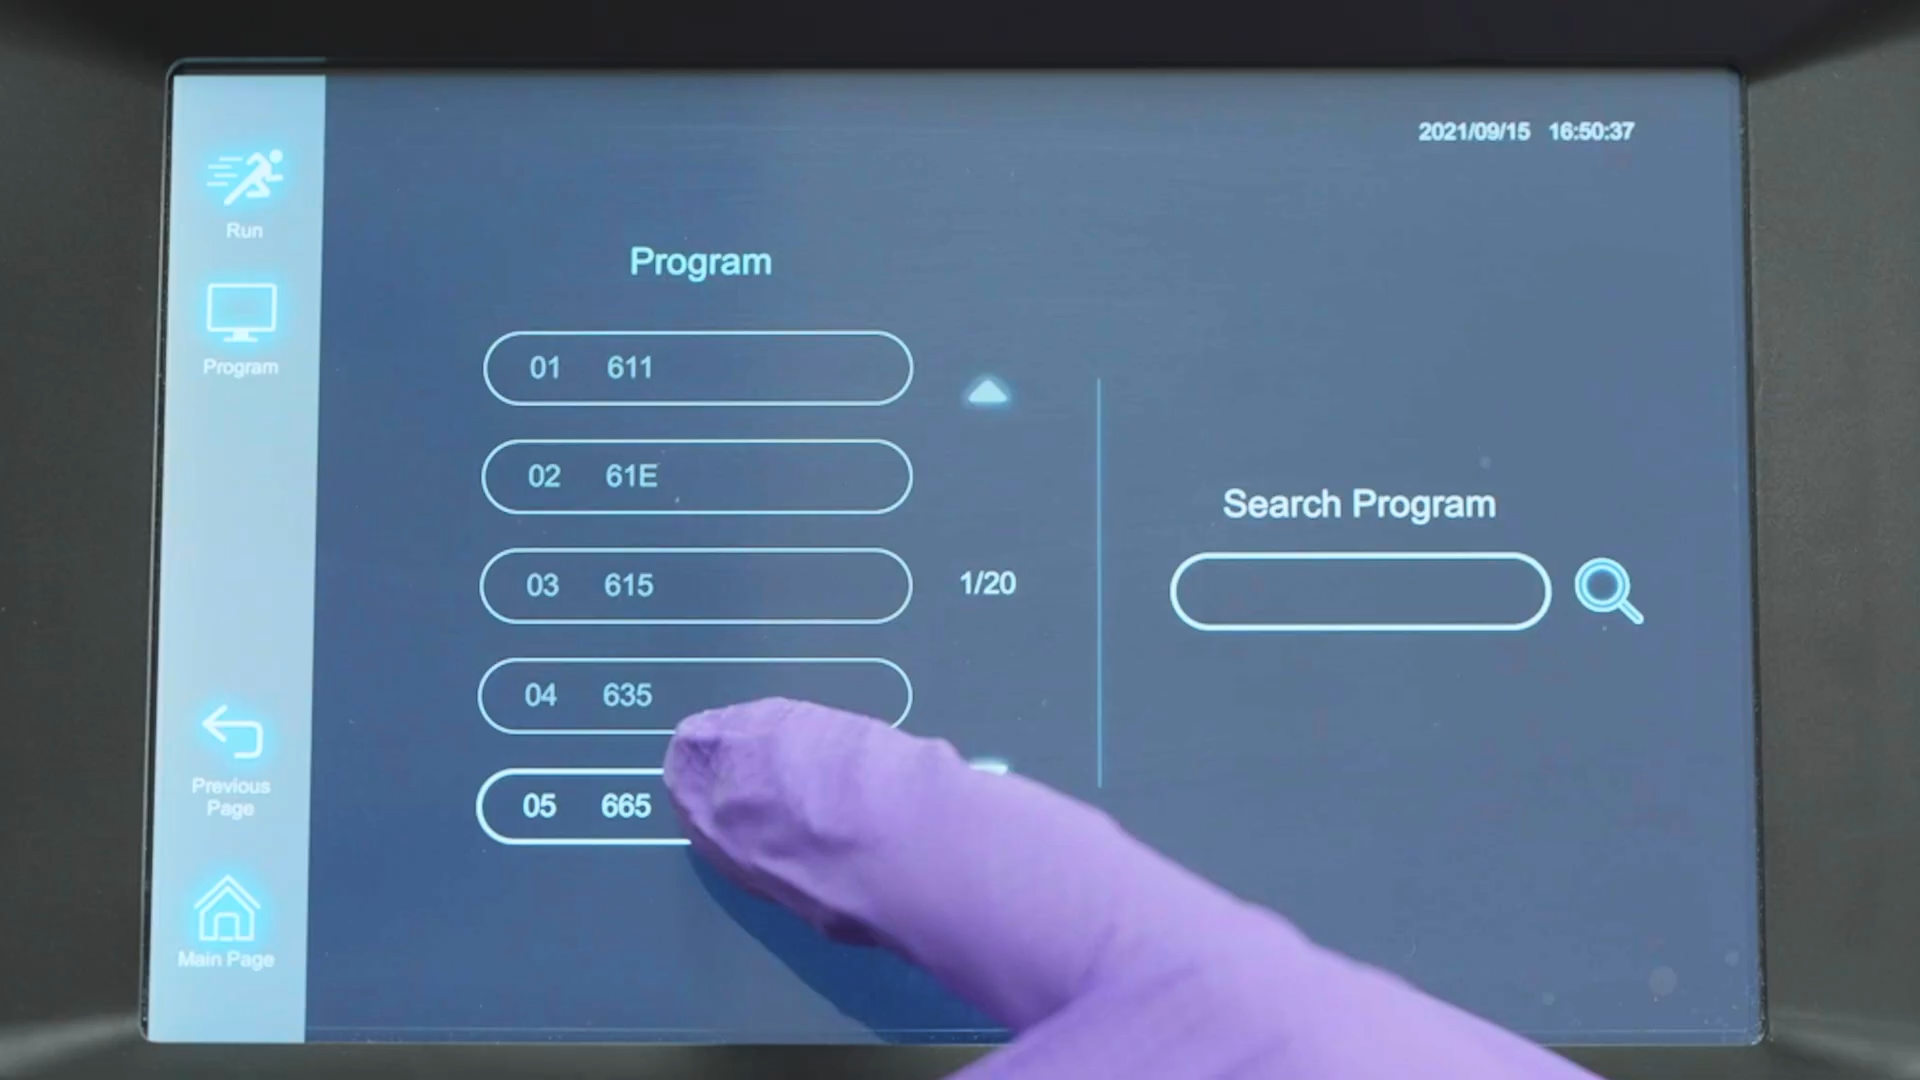 2021/09/15 16:50:37
Run
Program
Previous
Page
Main Page
Program
01 611
02 61E
03 615
04 635
05 665
1/20
Search Program